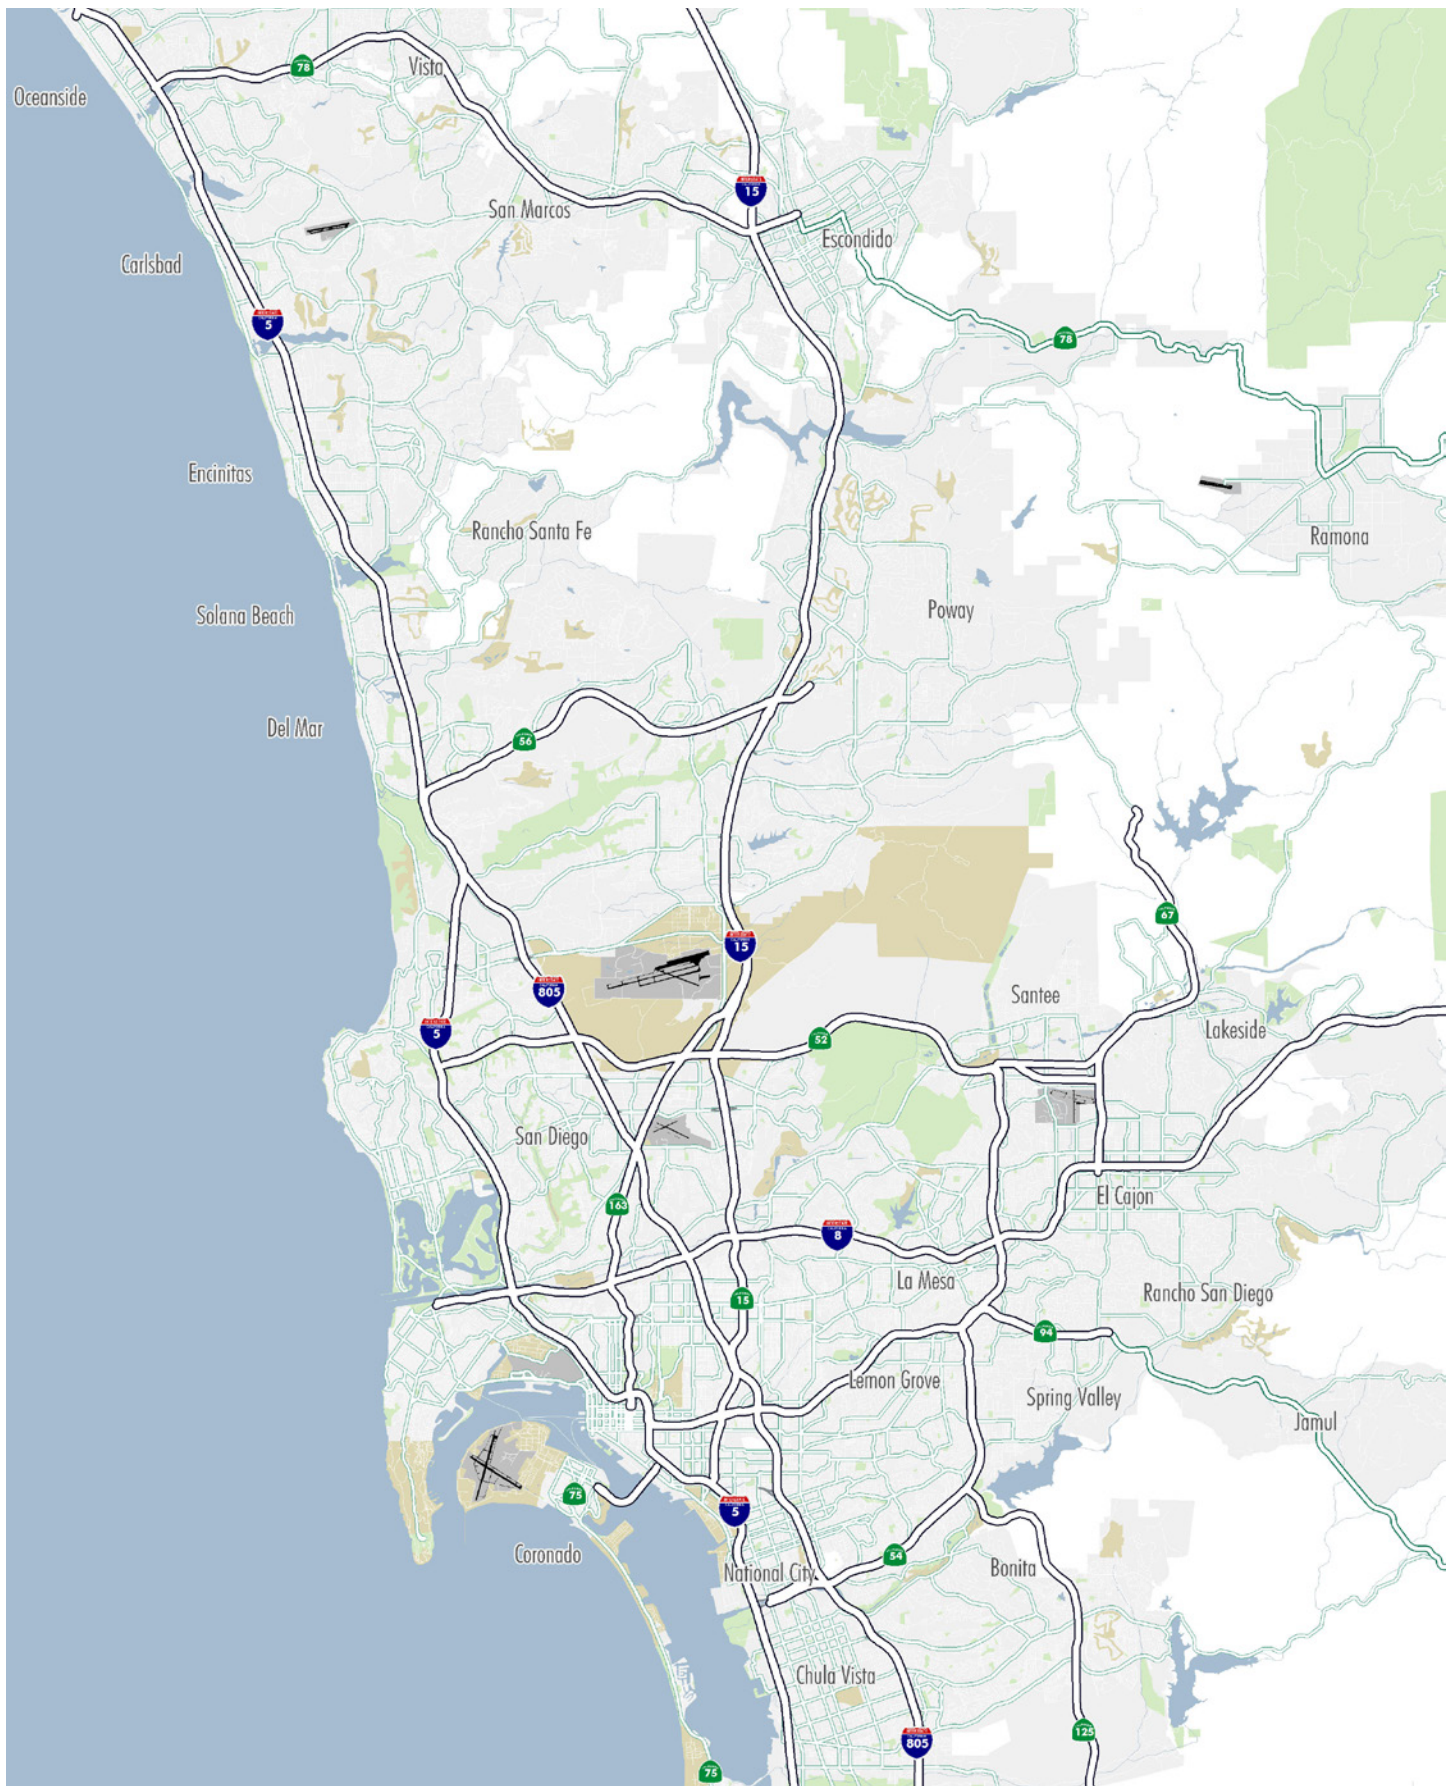 78
Vista
Oceanside
15
San Marcos
Escondido
Carlsbad
5
78
Encinitas
Rancho Santa Fe
Ramona
Solana Beach
Poway
Del Mar
56
67
15
805
Santee
5
52
Lakeside
San Diego
163
El Cajon
8
La Mesa
Rancho San Diego
15
94
Lemon Grove
Spring Valley
Jamul
75
5
Coronado
54
National City
Bonita
Chula Vista
125
805
75